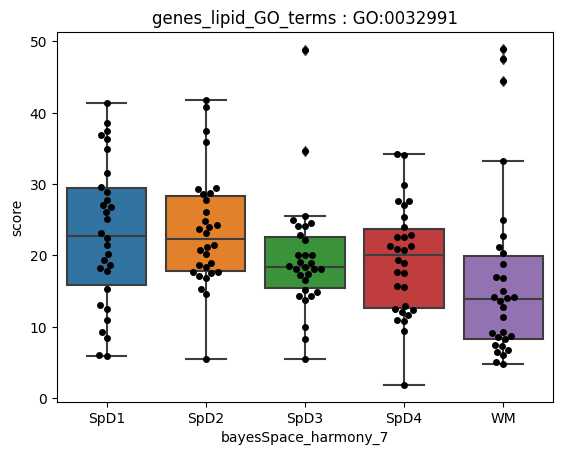 genes_lipid_GO_terms : GO:0032991
50
40
30
20
10
0
score
SpD1 SpD2 SpD3 SpD4 WM
bayesSpace_harmony_7